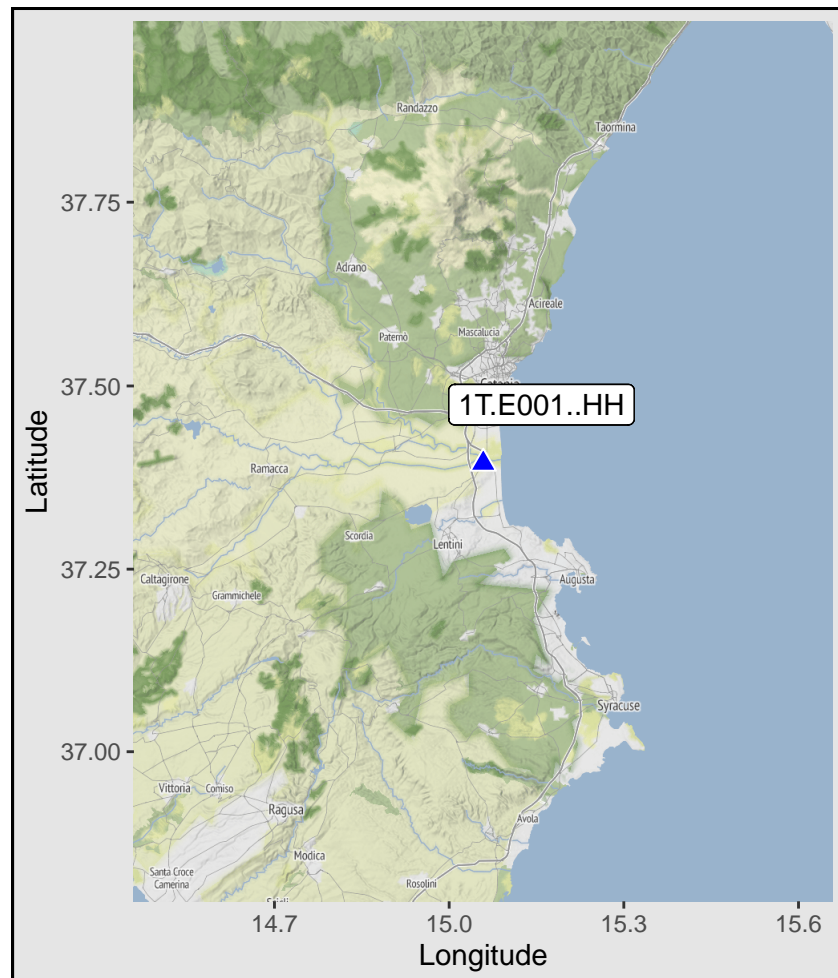 Randazzo
Taormina
37.75
Adrano
Acireale
Mascalucia
Paternò
37.50
Catania
1T.E001..HH
Ramacca
Latitude
Scordia
Lentini
37.25
Caltagirone
Augusta
Grammichele
Syracuse
37.00
Vittoria
Comiso
Ragusa
Avola
Modica
Santa Croce
Camerina
Rosolini
14.7
15.0
15.3
15.6
Longitude